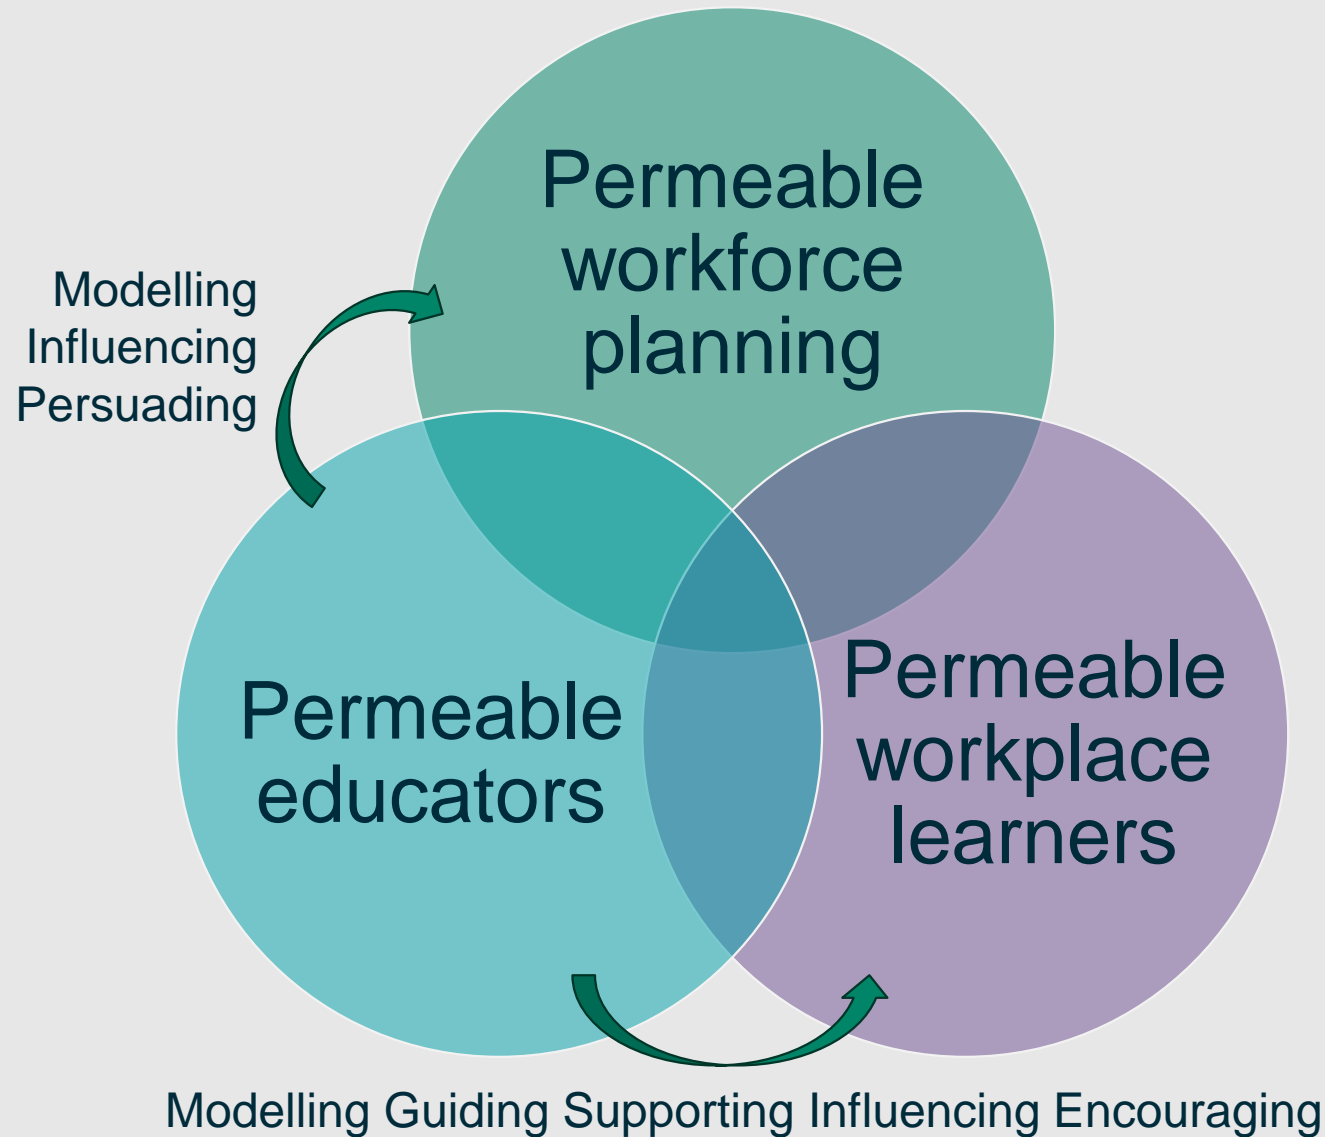 Permeable
workforce
planning
Modelling
Influencing
Persuading
Permeable
educators
Permeable
workplace
learners
Modelling Guiding Supporting Influencing Encouraging